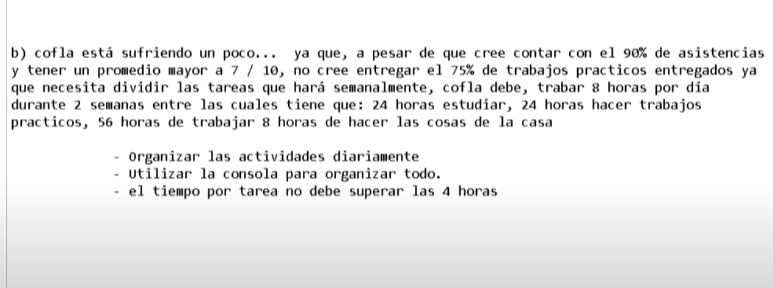 b) cofla está sufriendo un poco... ya que, a pesar de que cree contar con el 90% de asistencias
y tener un promedio mayor a 7 / 10, no cree entregar el 75% de trabajos practicos entregados ya
que necesita dividir las tareas que hará semanalmente, cofla debe, trabar 8 horas por día
durante 2 semanas entre las cuales tiene que: 24 horas estudiar, 24 horas hacer trabajos
practicos, 56 horas de trabajar 8 horas de hacer las cosas de la casa
- Organizar las actividades diariamente
- Utilizar la consola para organizar todo.
- el tiempo por tarea no debe superar las 4 horas